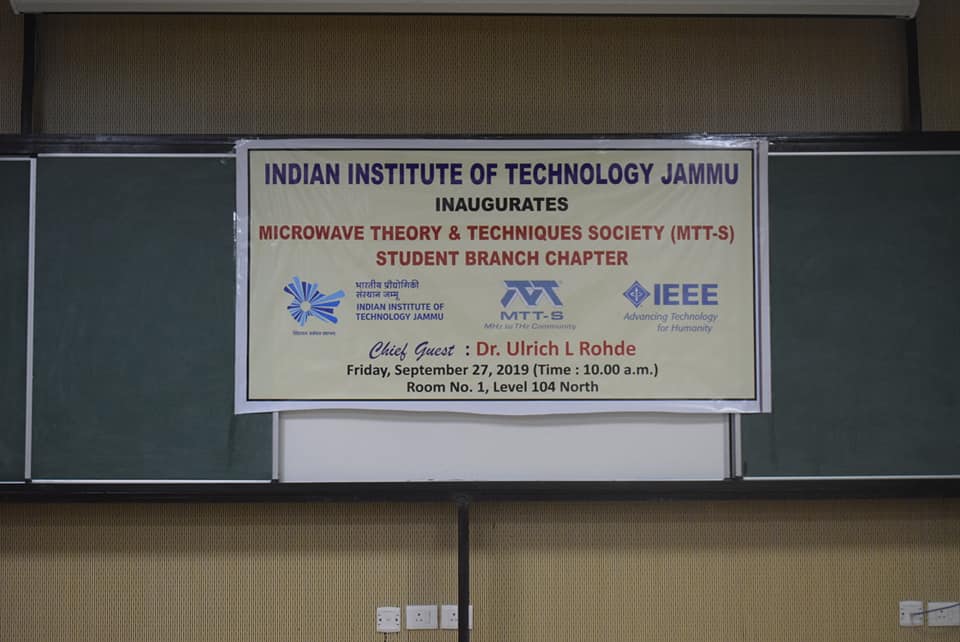 INDIAN INSTITUTE OF TECHNOLOGY JAMMU
INAUGURATES
MICROWAVE THEORY & TECHNIQUES SOCIETY (MTT-S)
STUDENT BRANCH CHAPTER
भारतीय प्रौद्योगिकी
संस्थान जम्मू
INDIAN INSTITUTE OF
TECHNOLOGY JAMMU
MTT-S
MHz to THz Community
IEEE
Advancing Technology
for Humanity
Chief Guest : Dr. Ulrich L Rohde
Friday, September 27, 2019 (Time : 10.00 a.m.)
Room No. 1, Level 104 North